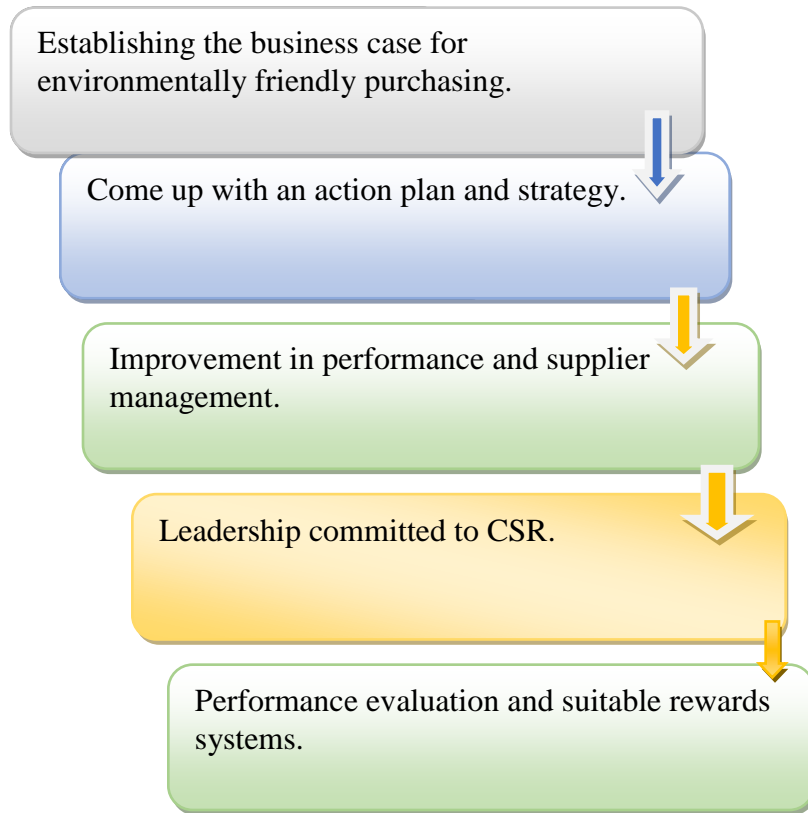 Establishing the business case for
environmentally friendly purchasing.
Come up with an action plan and strategy.
Improvement in performance and supplier
management.
Leadership committed to CSR.
Performance evaluation and suitable rewards
systems.